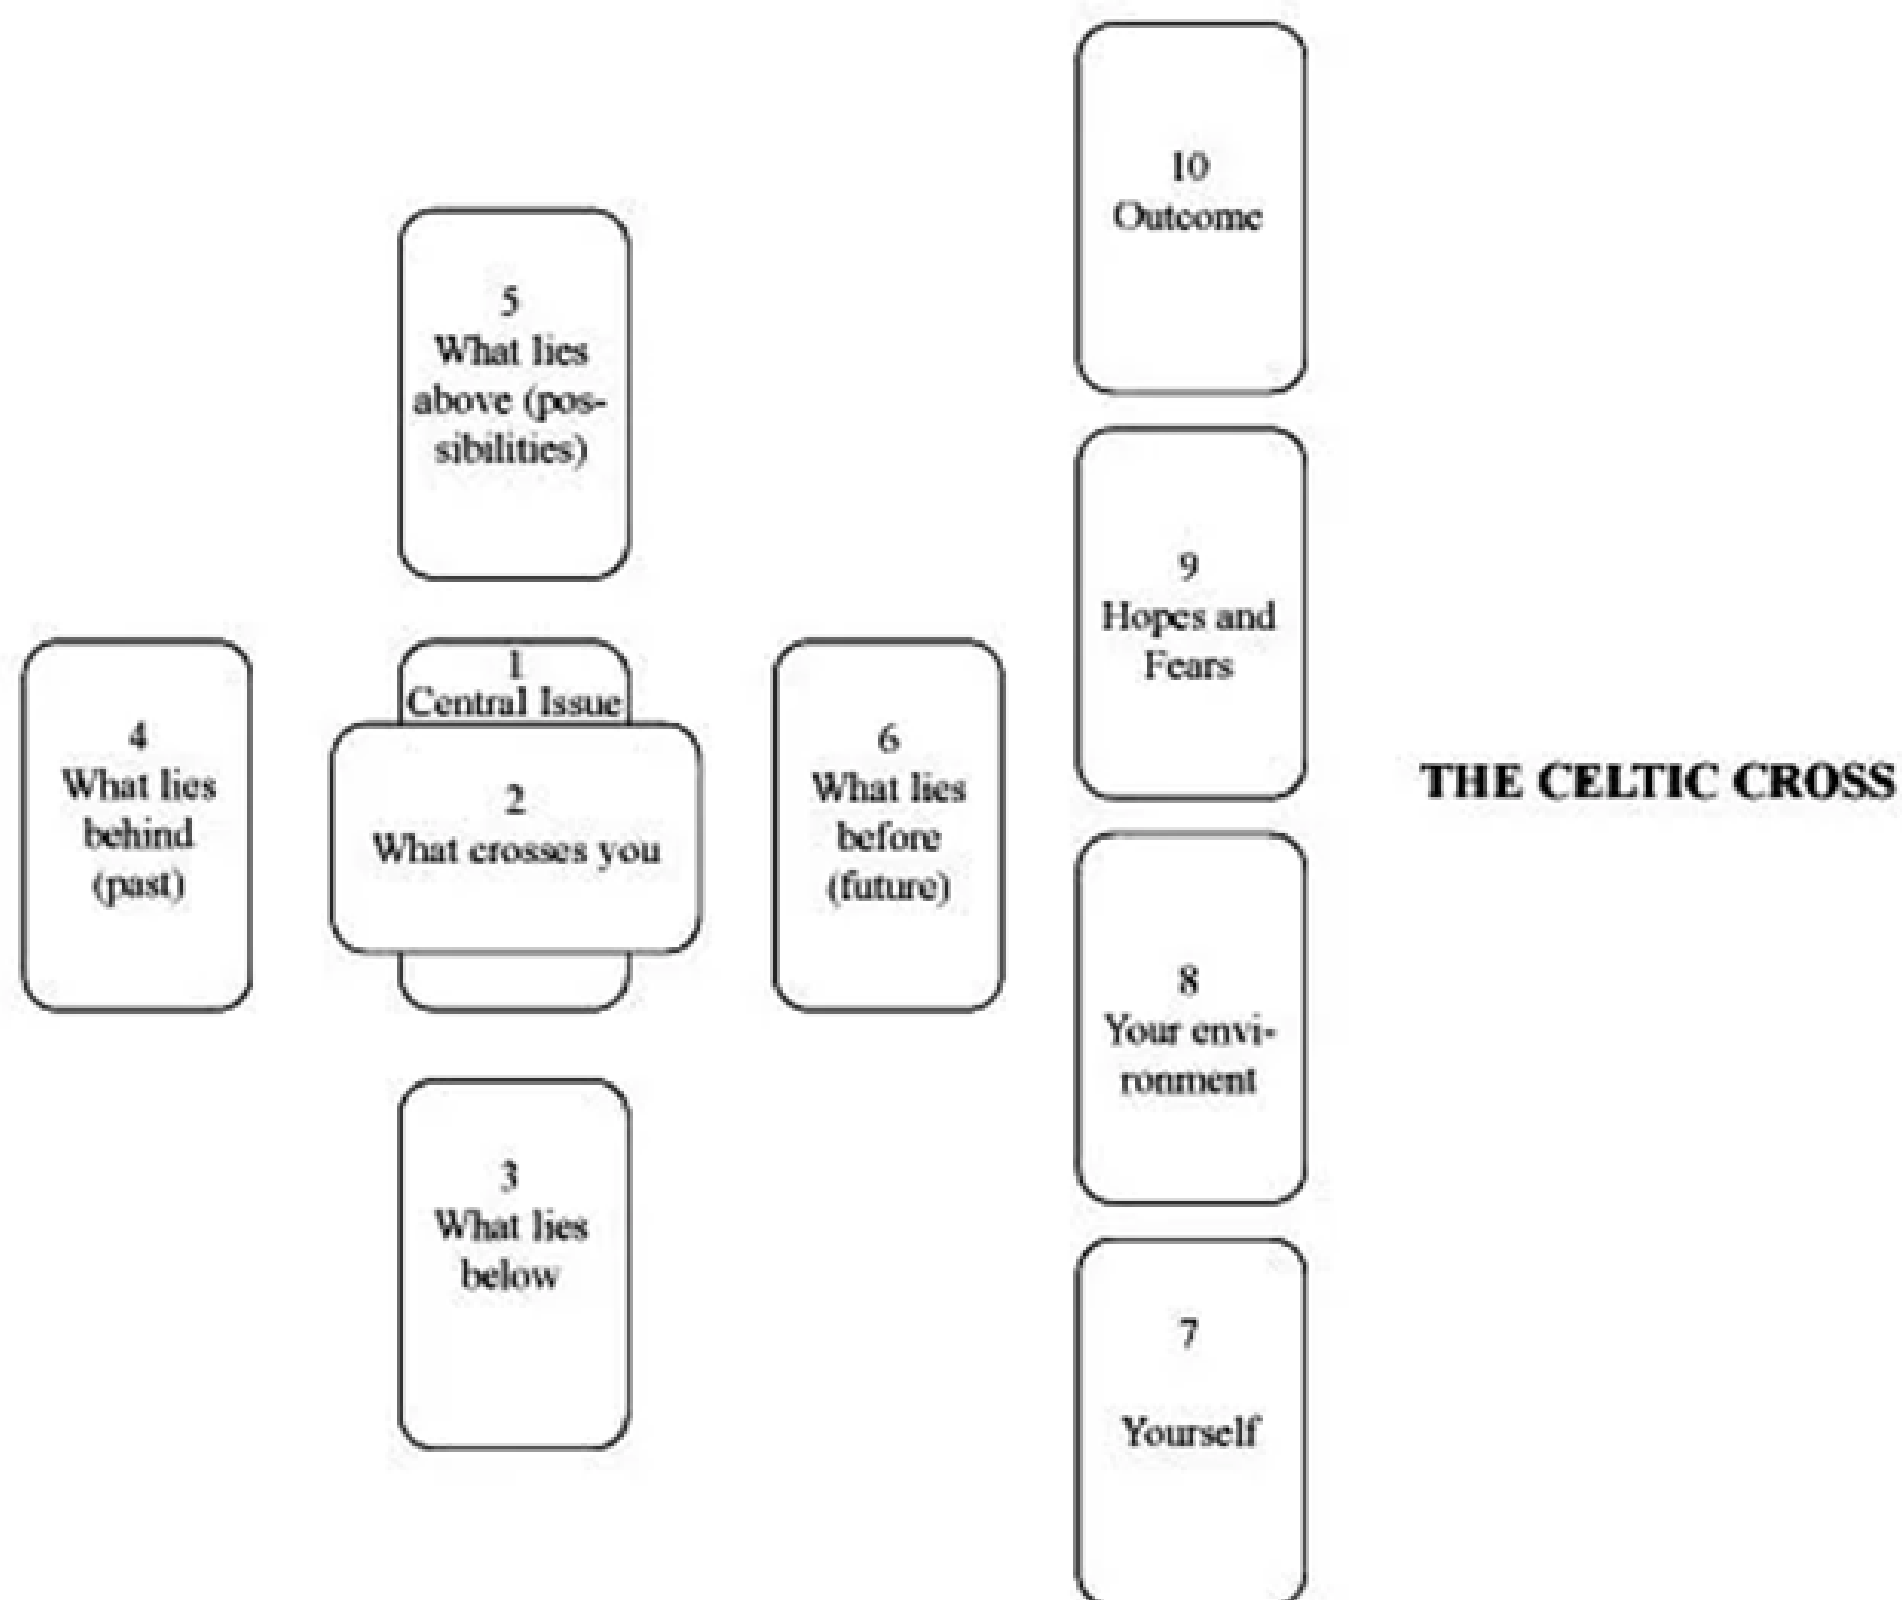 10
Outcome
5
What lies
above (pos-
sibilities)
9
Hopes and
Fears
1
Central Issue
4
What lies
behind
(past)
2
What crosses you
6
What lies
before
(future)
THE CELTIC CROSS
8
Your envi-
ronment
3
What lies
below
7
Yourself